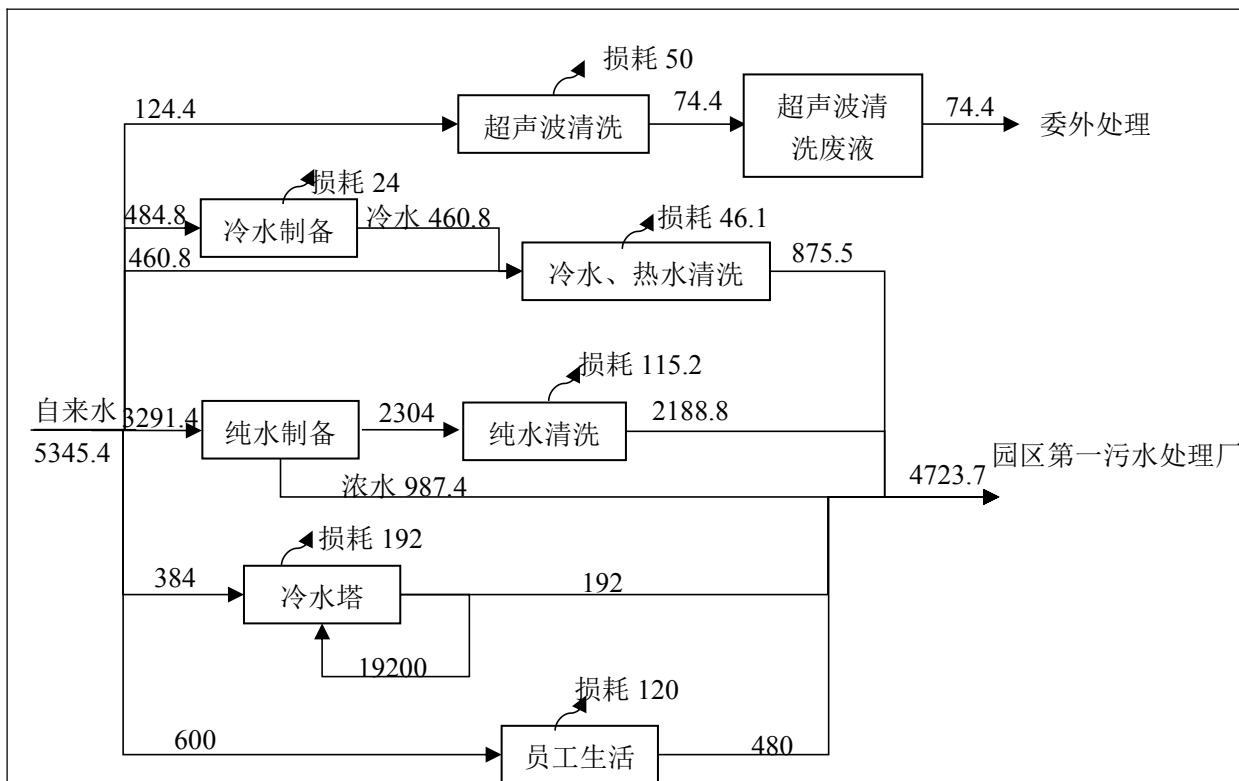 损耗 50
124.4
超声波清洗
74.4
超声波清
洗废液
74.4
委外处理
损耗 24
484.8
冷水制备
冷水 460.8
损耗 46.1
460.8
冷水、热水清洗
875.5
损耗 115.2
自来水
3291.4
纯水制备
2304
纯水清洗
2188.8
5345.4
浓水 987.4
4723.7
园区第一污水处理厂
损耗 192
384
冷水塔
192
19200
损耗 120
600
员工生活
480